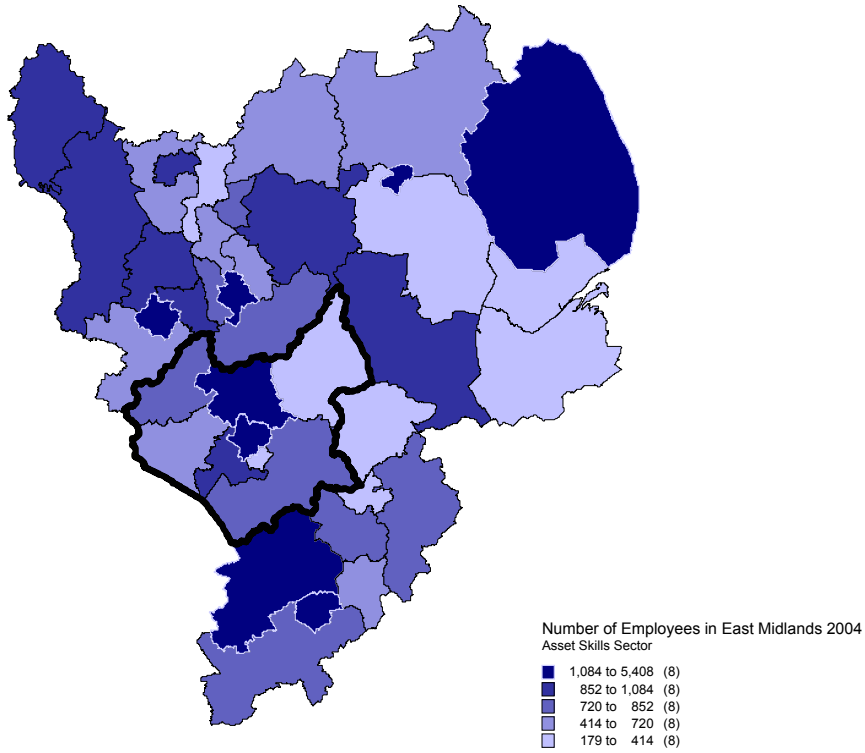 Number of Employees in East Midlands 2004
Asset Skills Sector
1,084 to 5,408 (8)
852 to 1,084 (8)
720 to 852 (8)
414 to 720 (8)
179 to 414 (8)